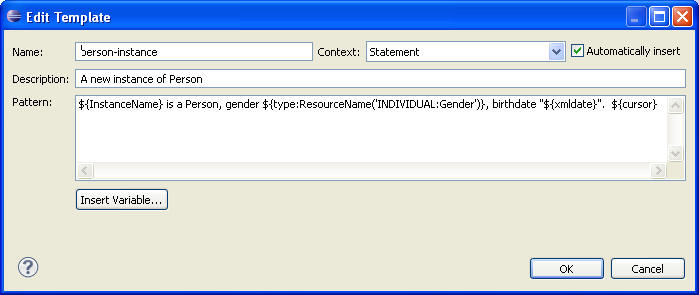 Edit Template
Name: person-instance Context: Statement Automatically insert
Description: A new instance of Person
Pattern: ${InstanceName} is a Person, gender ${type:ResourceName('INDIVIDUAL:Gender')}, birthdate "${xmldate}".  ${cursor}
Insert Variable...
? OK Cancel